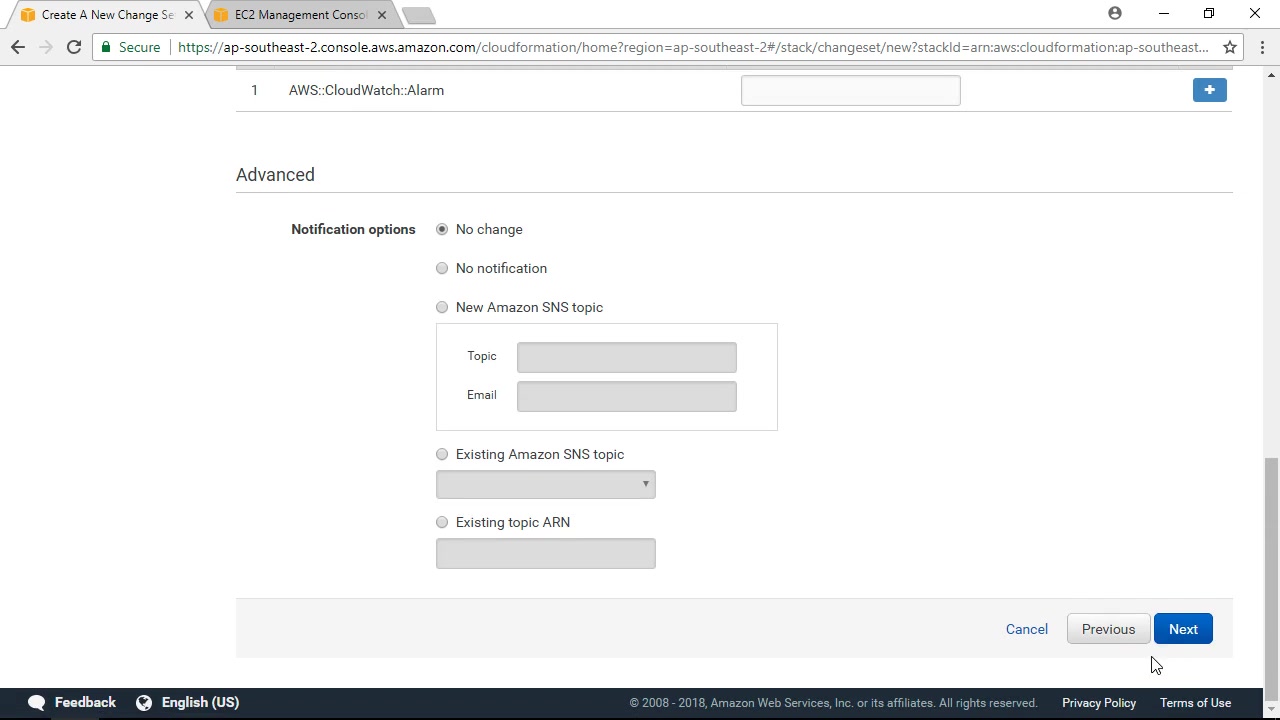 Create A New Change Se
EC2 Management Consol
Secure
https://ap-southeast-2.console.aws.amazon.com/cloudformation/home?region=ap-southeast-2#/stack/changeset/new?stackId=arn:aws:cloudformation:ap-southeast...
1 AWS::CloudWatch::Alarm
Advanced
Notification options
No change
No notification
New Amazon SNS topic
Topic
Email
Existing Amazon SNS topic
Existing topic ARN
Cancel Previous Next
Feedback English (US) © 2008 - 2018, Amazon Web Services, Inc. or its affiliates. All rights reserved. Privacy Policy Terms of Use